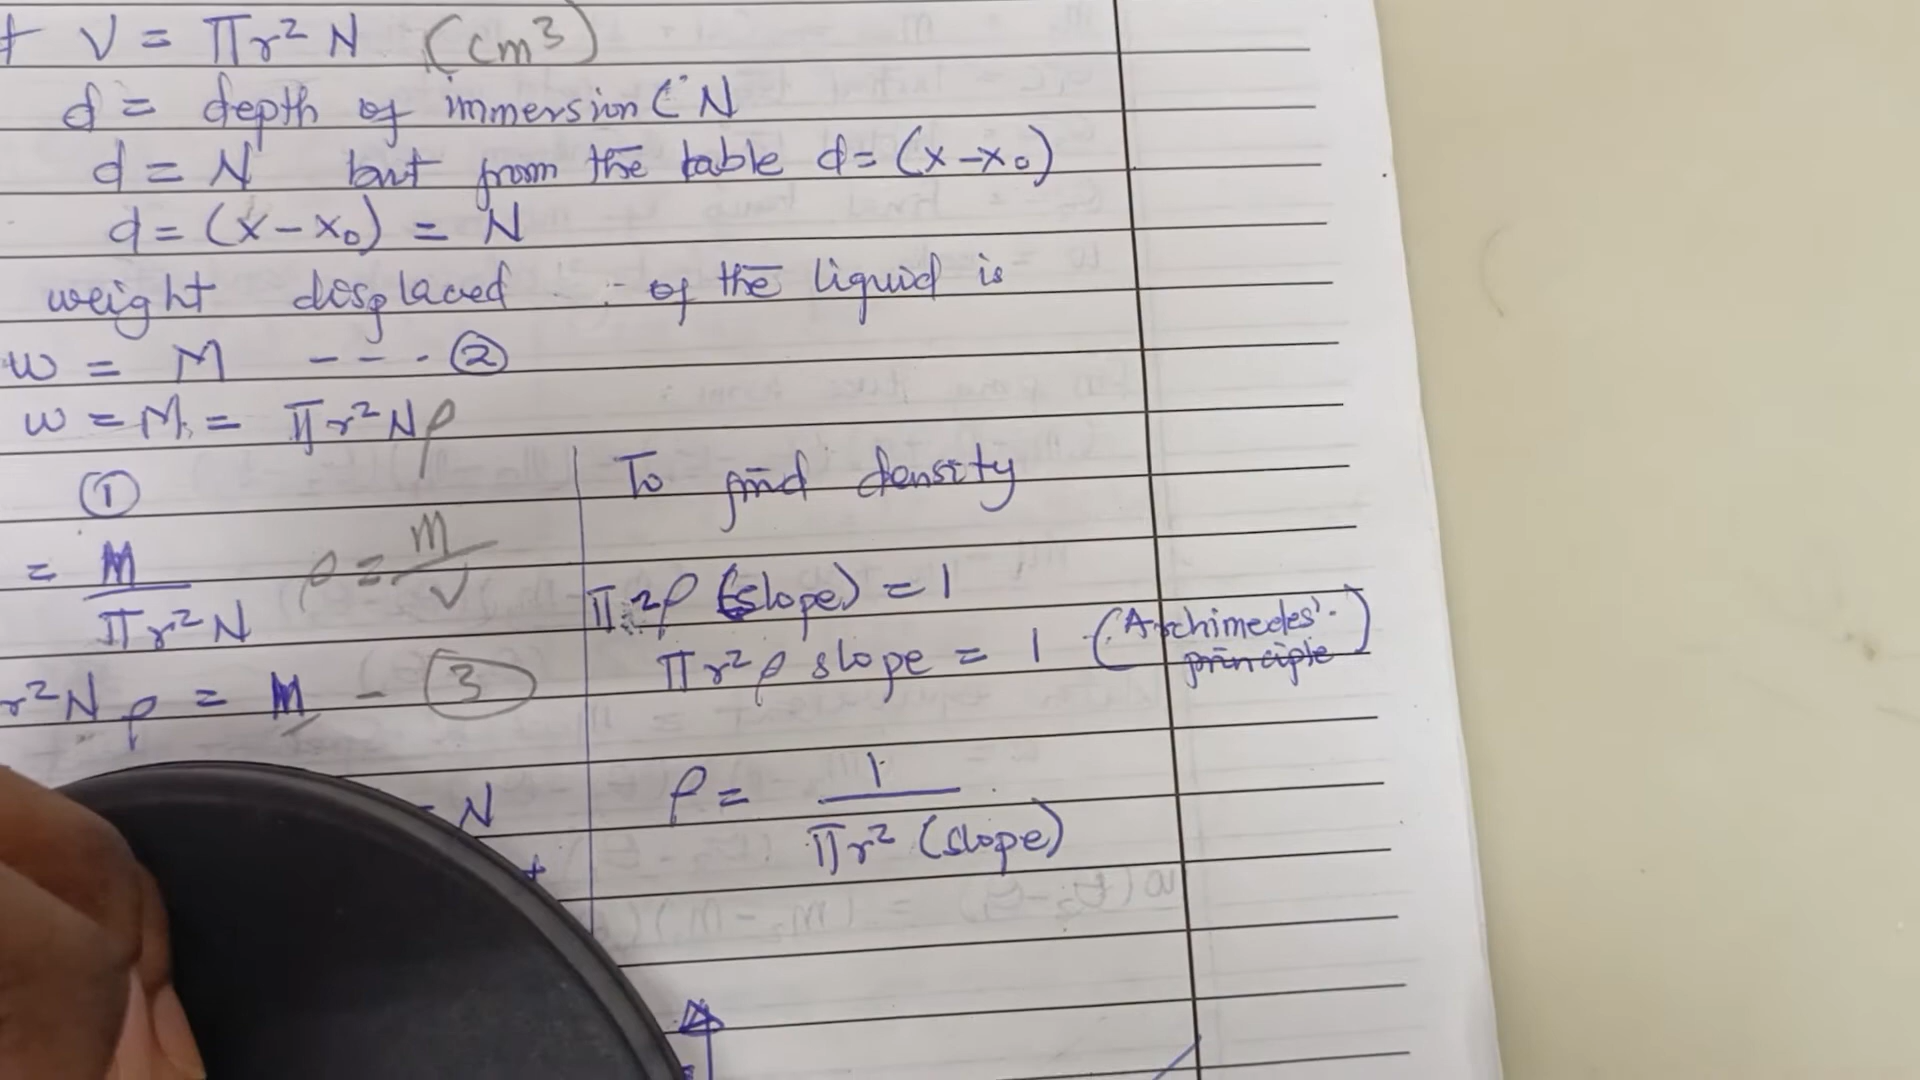 V = πr² N (cm³)
d = depth of immersion ( N
d = N but from the table d = (x - x₀)
d = (x - x₀) = N
weight displaced of the liquid is
w = M - - - - ②
w = M = πr²Nρ
①
= M / πr²N
ρ = m / V
r²Nρ = M - ③
N
To find density
πr²ρ (slope) = 1
πr²ρ slope = 1 (Archimedes' principle)
ρ = 1 / πr² (slope)